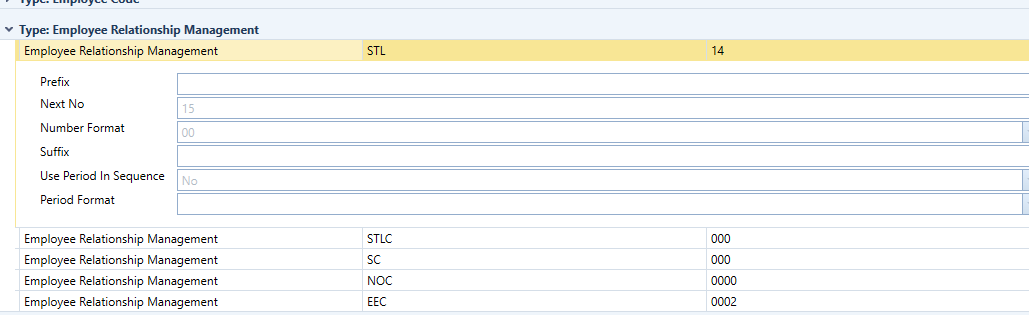 Type: Employee Code
Type: Employee Relationship Management
Employee Relationship Management STL 14
Prefix
Next No 15
Number Format 00
Suffix
Use Period In Sequence No
Period Format
Employee Relationship Management STLC 000
Employee Relationship Management SC 000
Employee Relationship Management NOC 0000
Employee Relationship Management EEC 0002